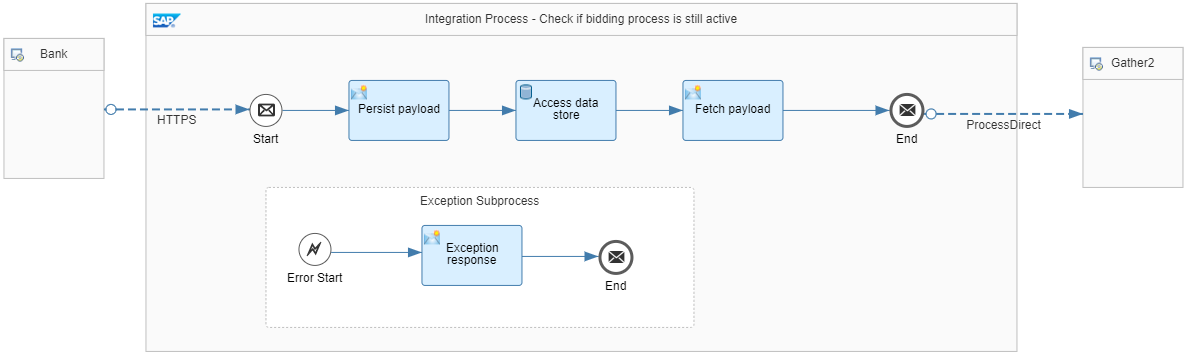 SAP
Integration Process - Check if bidding process is still active
Bank
Gather2
HTTPS
Start
Persist payload
Access data
store
Fetch payload
End
ProcessDirect
Exception Subprocess
Error Start
Exception
response
End